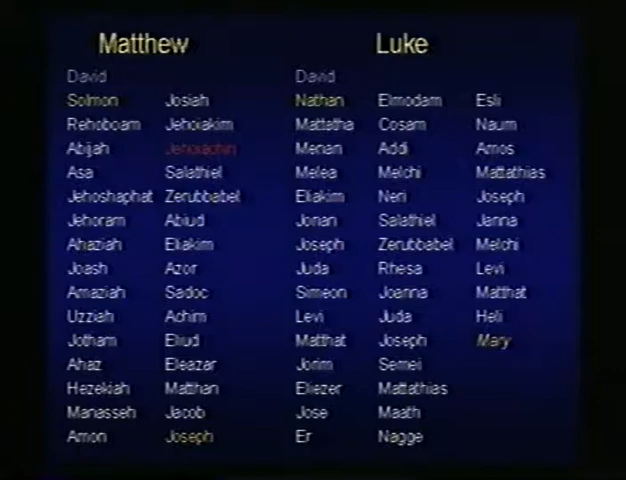 Matthew
David
Solmon
Rehoboam
Abijah
Asa
Jehoshaphat
Jehoram
Ahaziah
Joash
Amaziah
Uzziah
Jotham
Ahaz
Hezekiah
Manasseh
Amon
Josiah
Jehoiakim
Jehoiachin
Salathiel
Zerubbabel
Abiud
Eliakim
Azor
Sadoc
Achim
Eliud
Eleazar
Matthan
Jacob
Joseph
Luke
David
Nathan
Mattatha
Menan
Melea
Eliakim
Jonan
Joseph
Juda
Simeon
Levi
Matthat
Jorim
Eliezer
Jose
Er
Elmodam
Cosam
Addi
Melchi
Neri
Salathiel
Zerubbabel
Rhesa
Joanna
Juda
Joseph
Semei
Mattathias
Maath
Nagge
Esli
Naum
Amos
Mattathias
Joseph
Janna
Melchi
Levi
Matthat
Heli
Mary